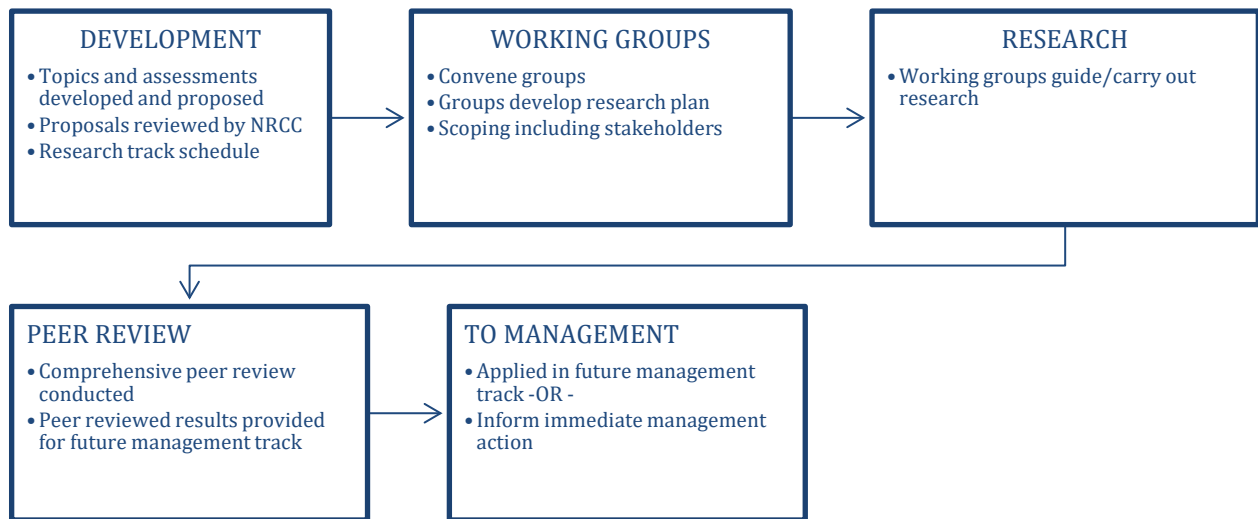 DEVELOPMENT
• Topics and assessments
developed and proposed
• Proposals reviewed by NRCC
• Research track schedule
WORKING GROUPS
• Convene groups
• Groups develop research plan
• Scoping including stakeholders
RESEARCH
• Working groups guide/carry out
research
PEER REVIEW
• Comprehensive peer review
conducted
• Peer reviewed results provided
for future management track
TO MANAGEMENT
• Applied in future management
track -OR -
• Inform immediate management
action